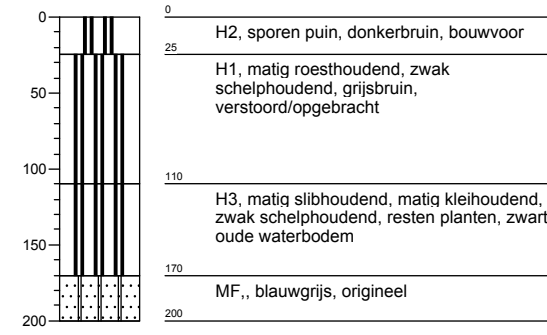 0
0
H2, sporen puin, donkerbruin, bouwvoor
25
H1, matig roesthoudend, zwak
schelphoudend, grijsbruin,
verstoord/opgebracht
50
100
110
H3, matig slibhoudend, matig kleihoudend,
zwak schelphoudend, resten planten, zwart
oude waterbodem
150
170
MF,, blauwgrijs, origineel
200
200